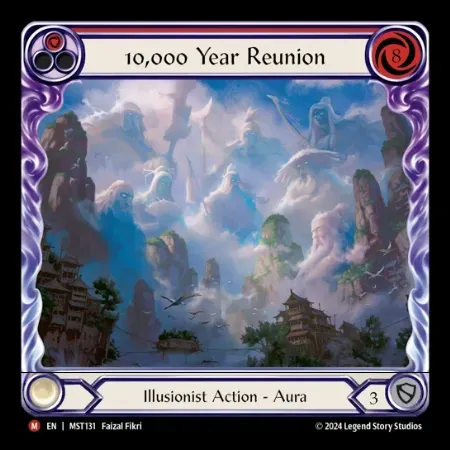 10,000 Year Reunion
8
Illusionist Action - Aura
3
M EN | MST131 Faizal Fikri
© 2024 Legend Story Studios